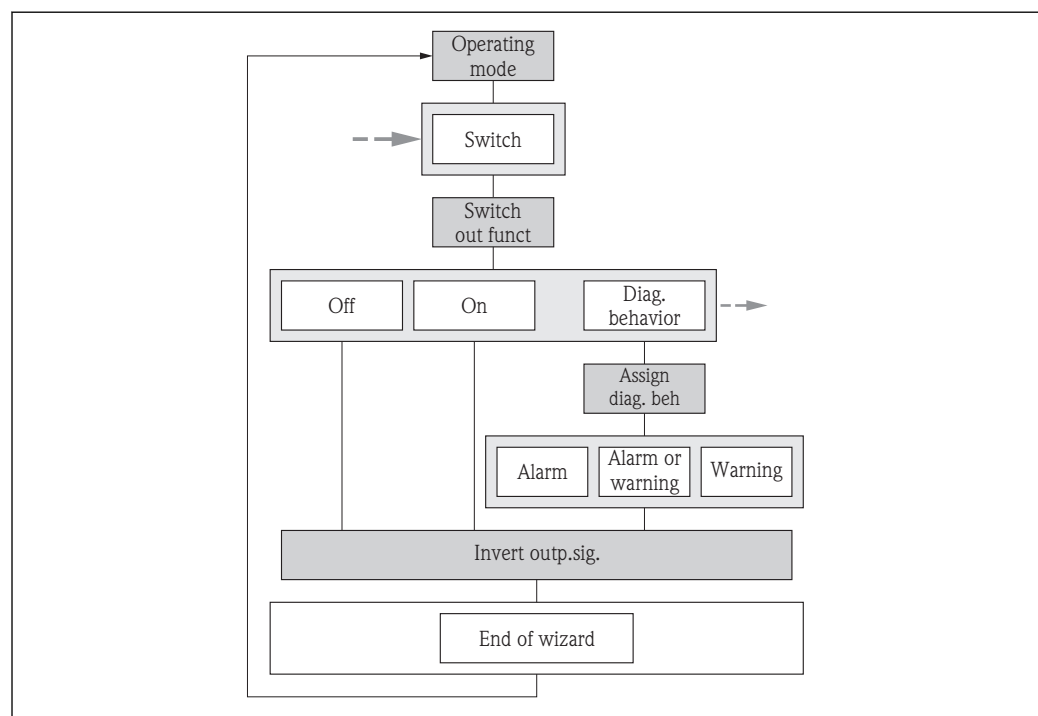 Operating
mode
Switch
Switch
out funct
Off
On
Diag.
behavior
Assign
diag. beh
Alarm
Alarm or
warning
Warning
Invert outp.sig.
End of wizard